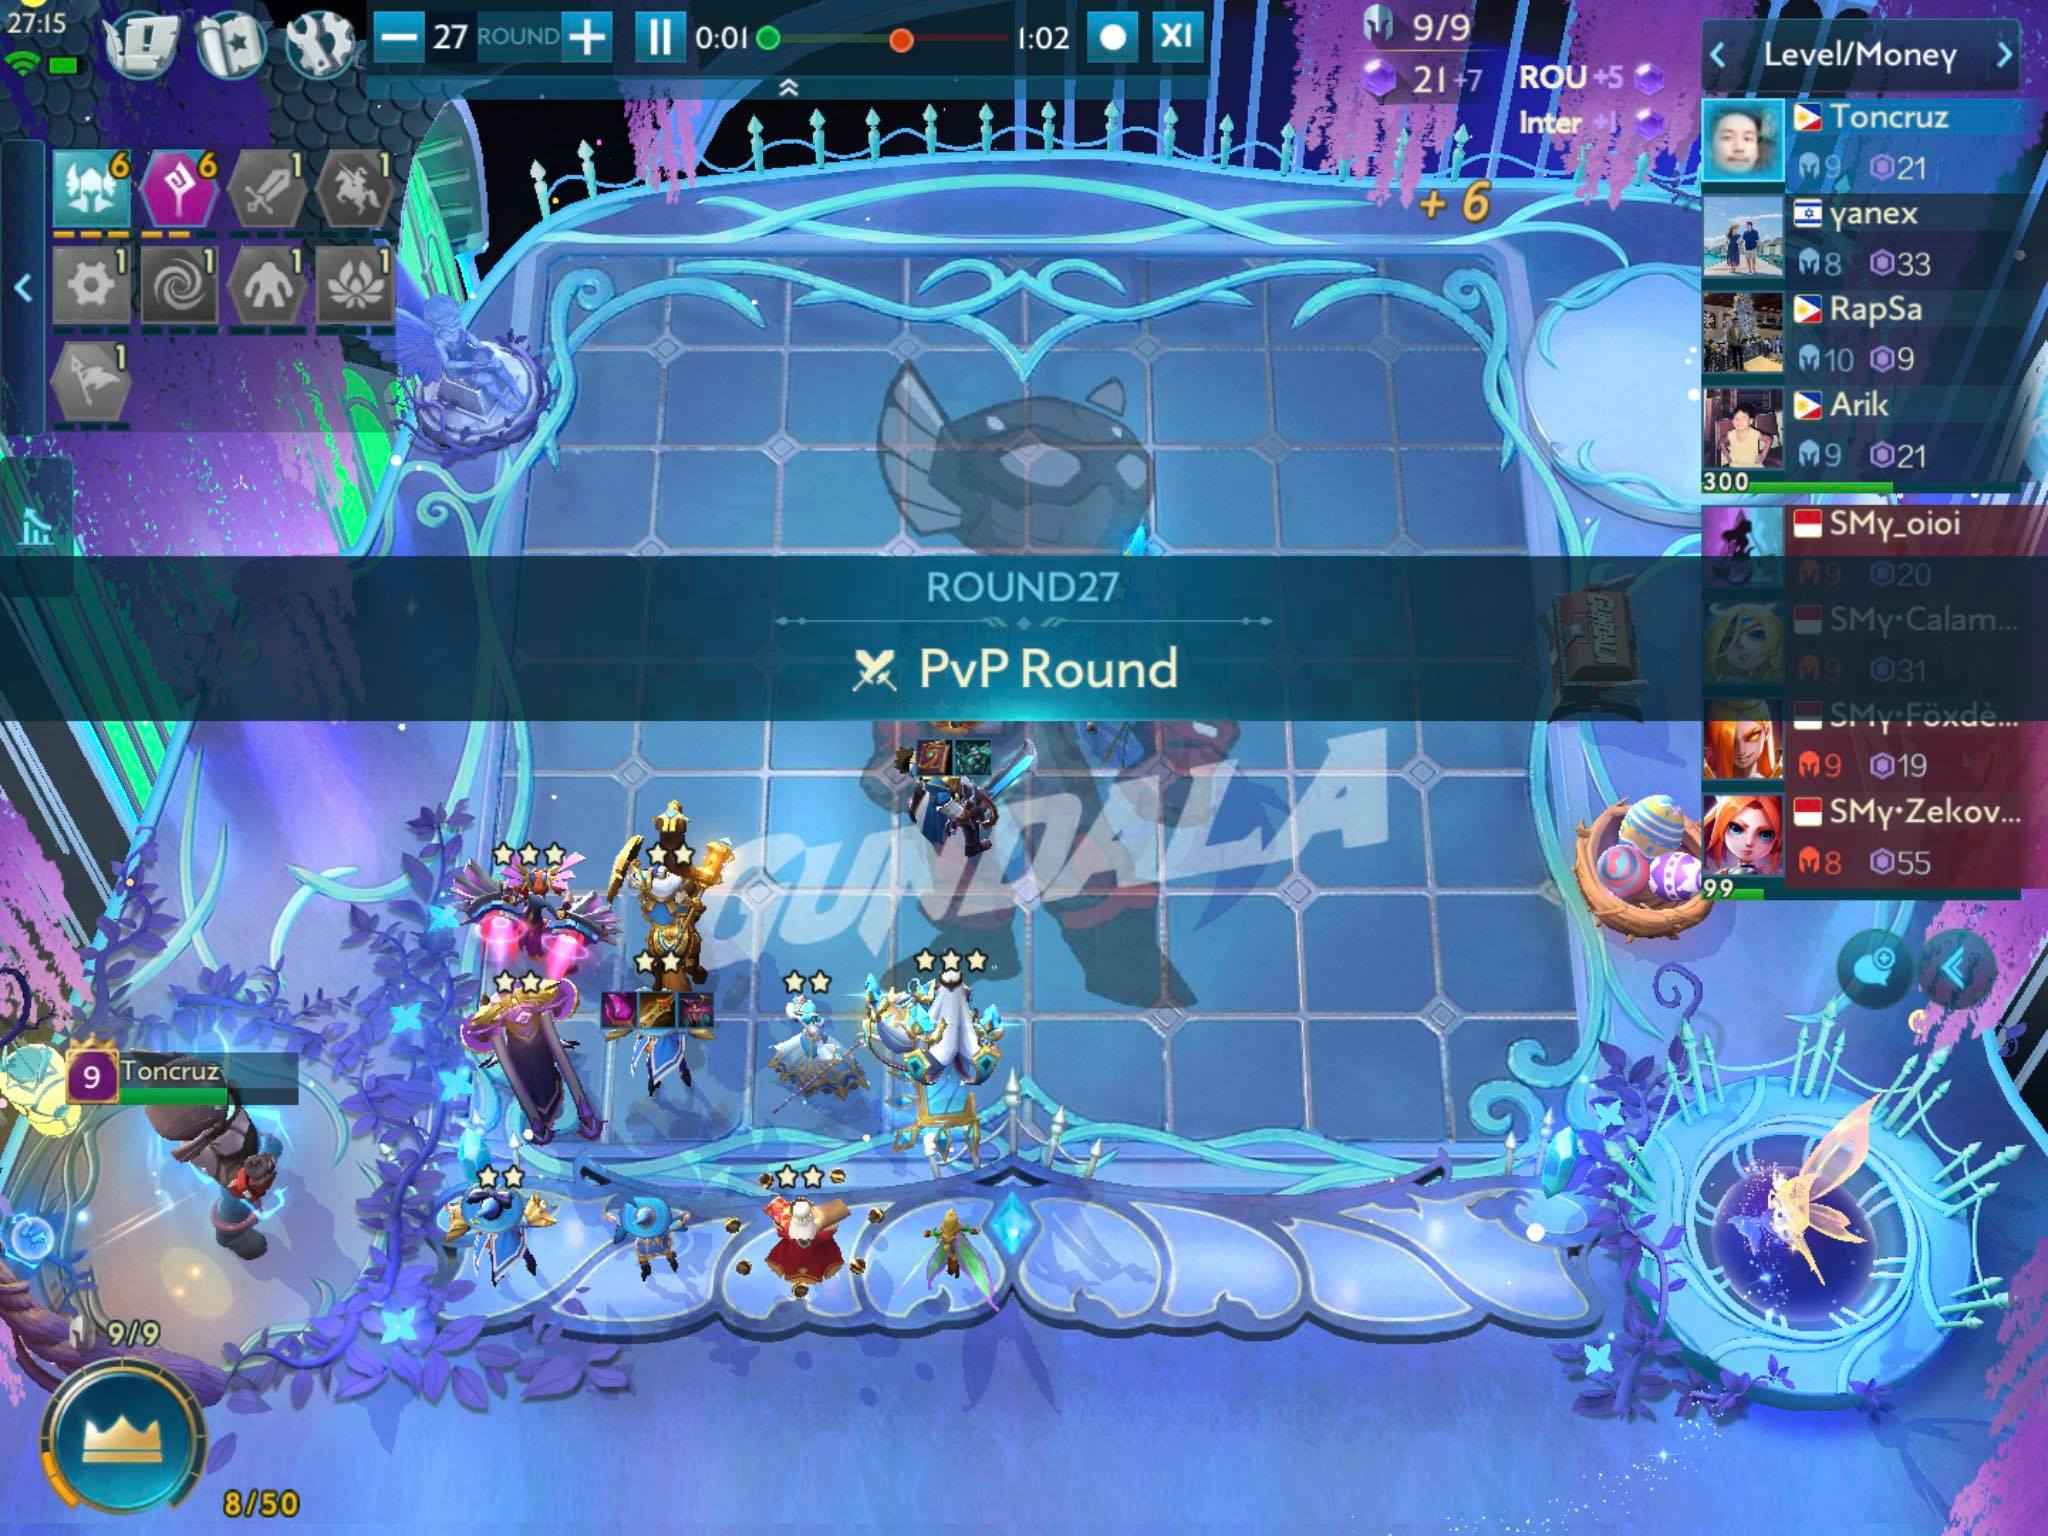 27:15
27 ROUND
0:01
1:02
X1
9/9
21+7
ROU +5
Inter +1
+ 6
6
6
1
1
1
1
1
1
1
Level/Money
Toncruz
9 21
yanex
8 33
RapSa
10 9
Arik
9 21
300
SMy_oioi
9 20
SMy•Calam...
9 31
SMy•Föxdè...
9 19
SMy•Zekov...
8 55
99
ROUND27
PvP Round
GUNDALA
9 Toncruz
9/9
8/50